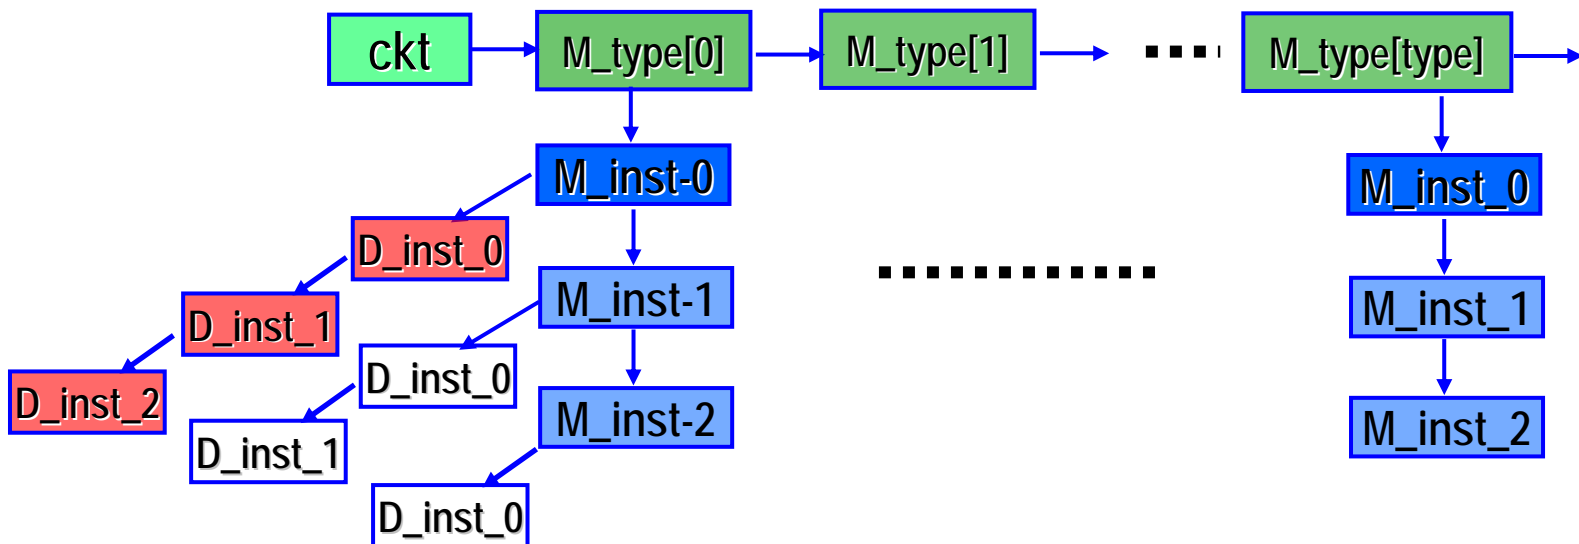 ckt
M_type[0]
M_type[1]
M_type[type]
M_inst-0
M_inst_0
D_inst_0
M_inst-1
M_inst_1
D_inst_1
D_inst_0
D_inst_2
M_inst-2
M_inst_2
D_inst_1
D_inst_0